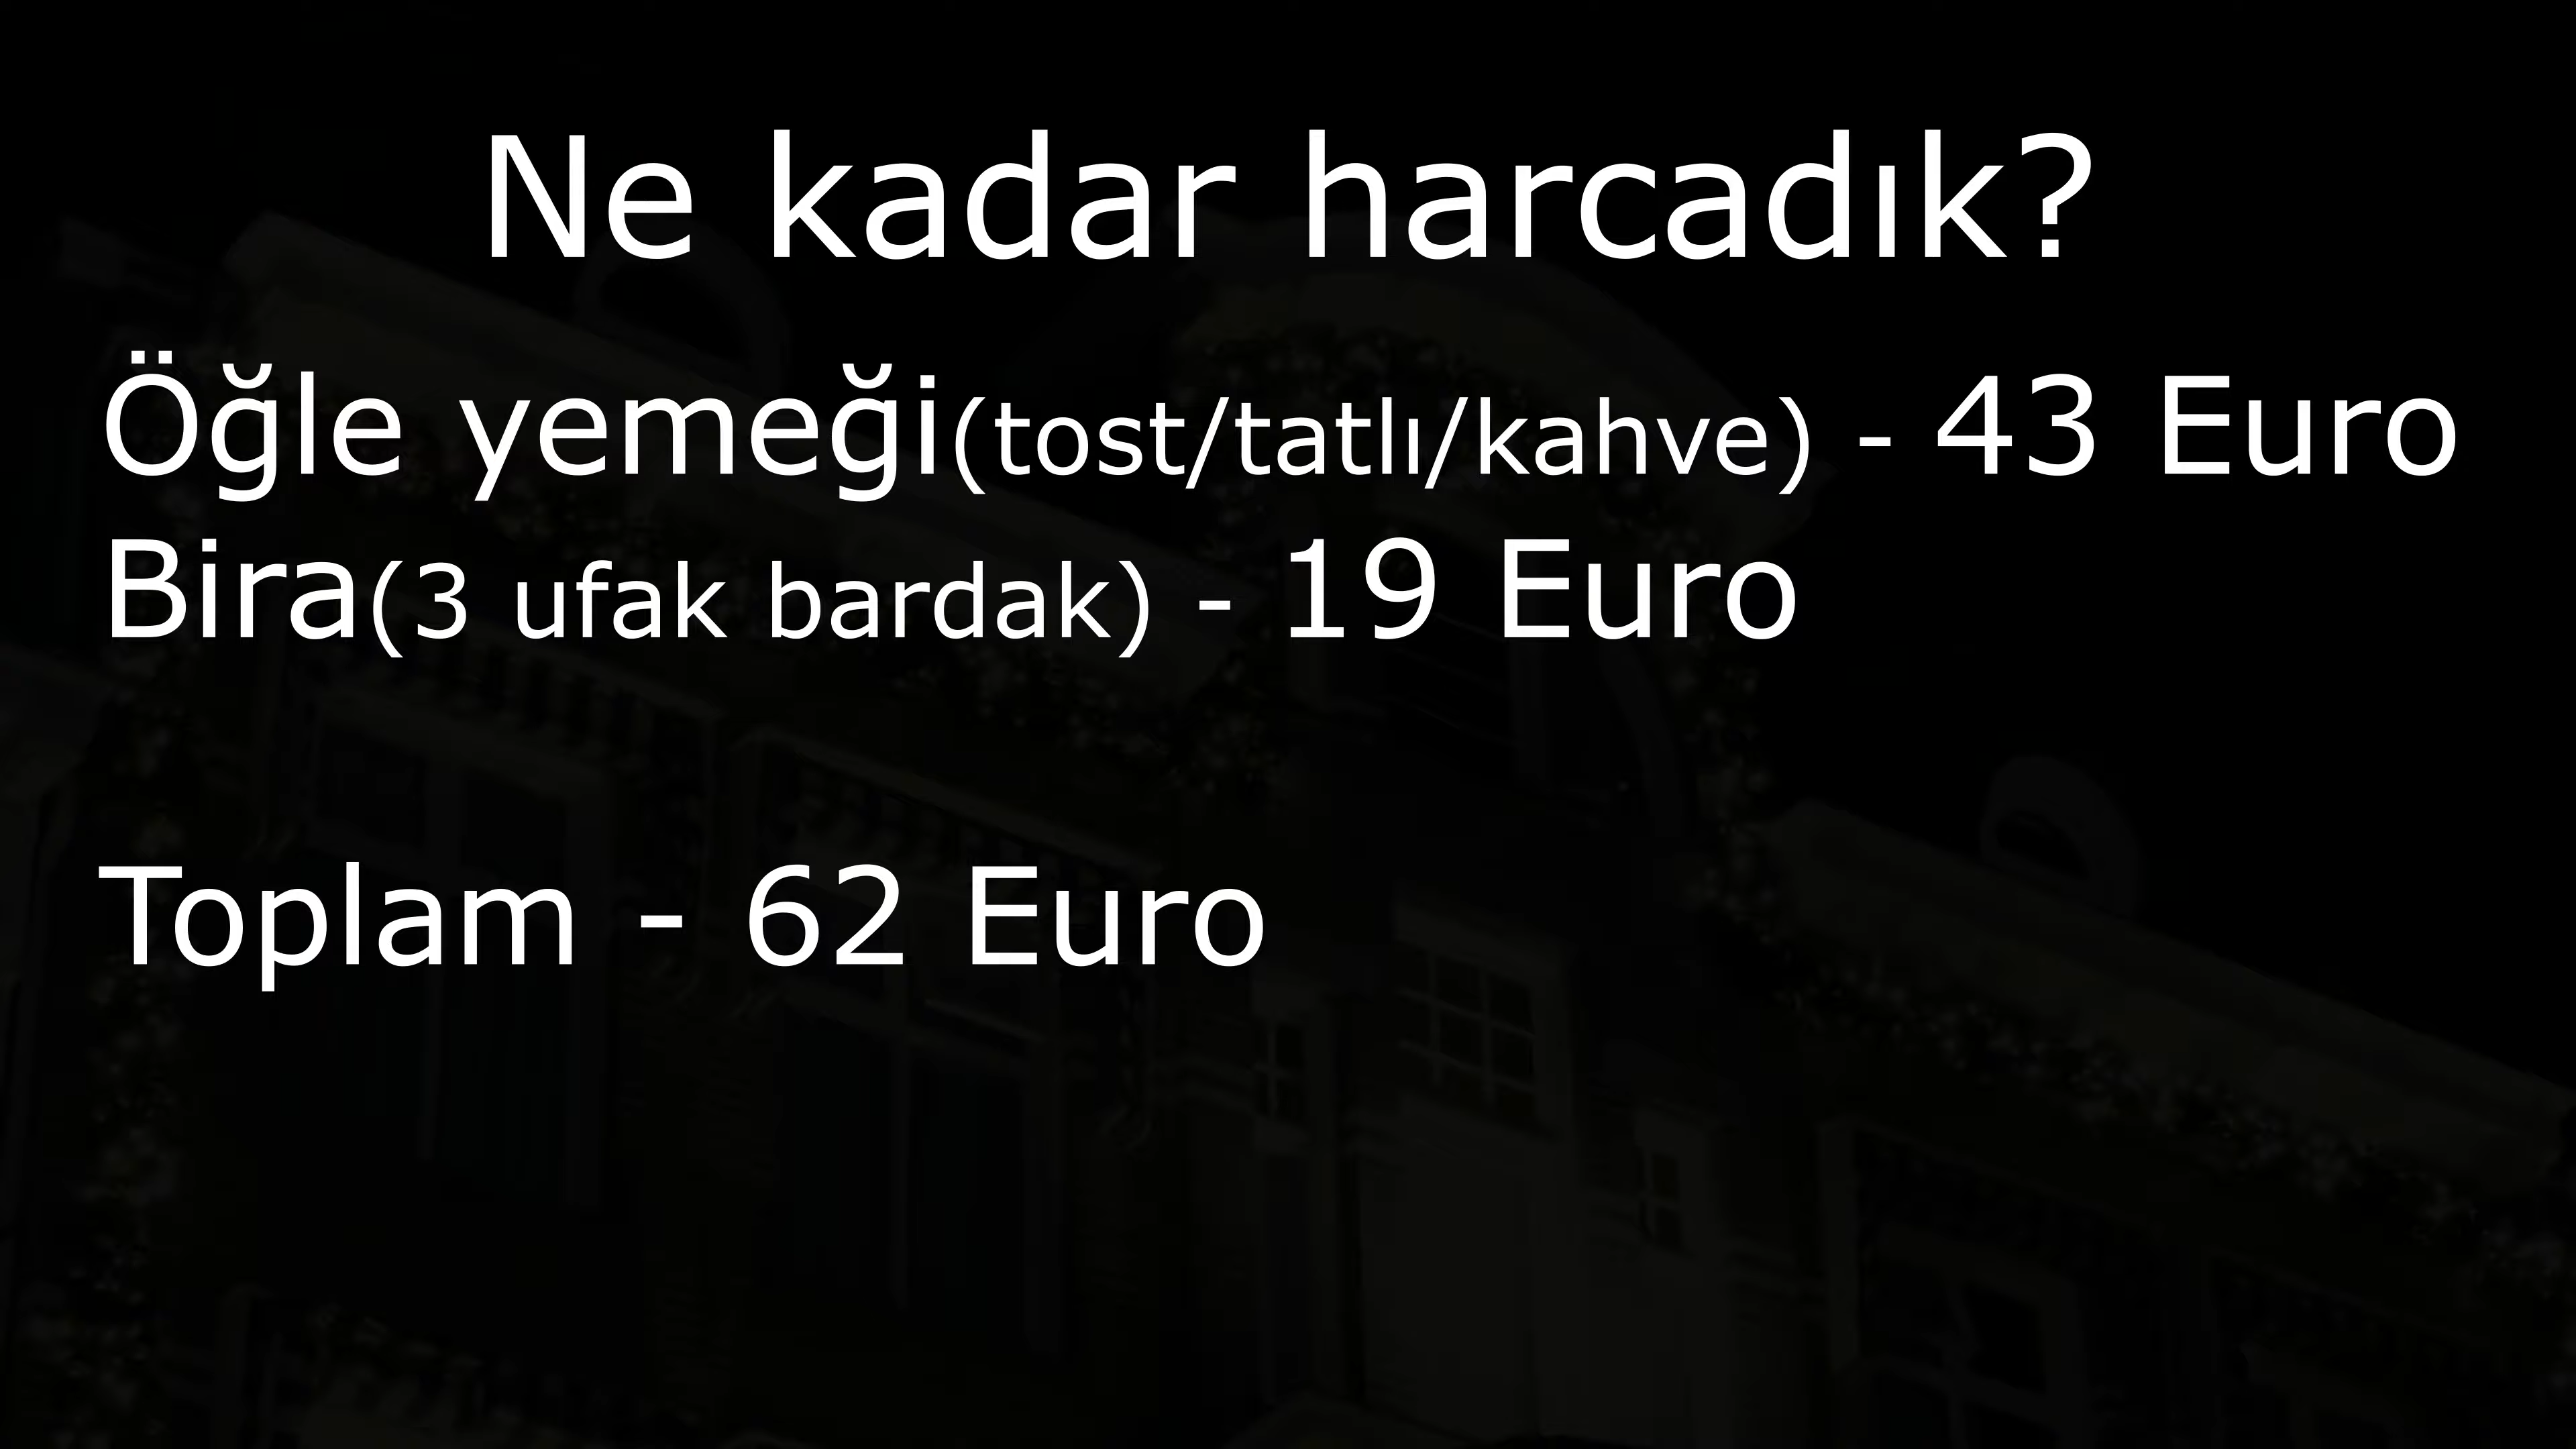 Ne kadar harcadık?
Öğle yemeği(tost/tatlı/kahve) - 43 Euro
Bira(3 ufak bardak) - 19 Euro
Toplam - 62 Euro